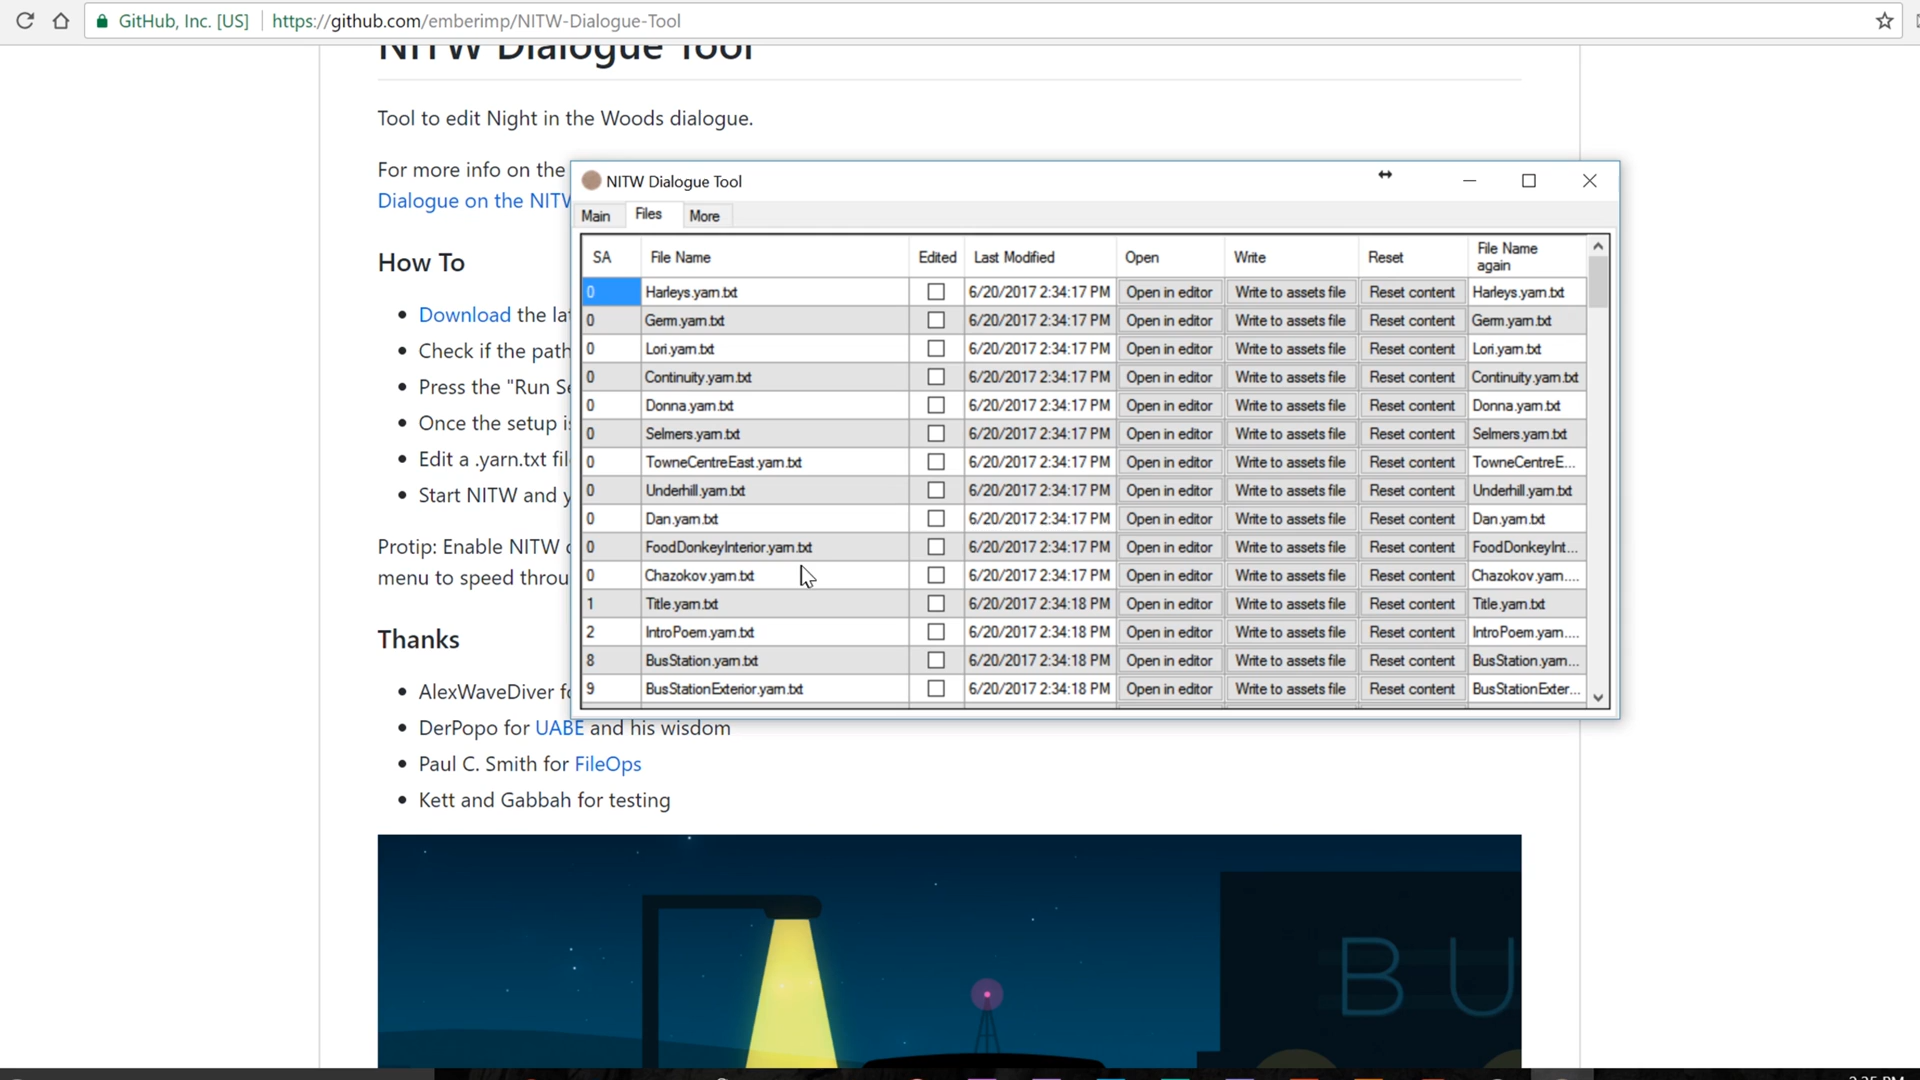 GitHub, Inc. [US] https://github.com/emberimp/NITW-Dialogue-Tool
NITW Dialogue Tool
Tool to edit Night in the Woods dialogue.
For more info on the
Dialogue on the NITW
How To
Download the
Check if the path
Press the "Run
Once the setup
Edit a .yarn.txt
Start NITW and
Protip: Enable NITW
menu to speed
Thanks
AlexWaveDiver
DerPopo for UABE and his wisdom
Paul C. Smith for FileOps
Kett and Gabbah for testing
NITW Dialogue Tool
Main Files More
SA File Name Edited Last Modified Open Write Reset File Name again
0 Harleys.yarn.txt 6/20/2017 2:34:17 PM Open in editor Write to assets file Reset content Harleys.yarn.txt
0 Germ.yarn.txt 6/20/2017 2:34:17 PM Open in editor Write to assets file Reset content Germ.yarn.txt
0 Lori.yarn.txt 6/20/2017 2:34:17 PM Open in editor Write to assets file Reset content Lori.yarn.txt
0 Continuity.yarn.txt 6/20/2017 2:34:17 PM Open in editor Write to assets file Reset content Continuity.yarn.txt
0 Donna.yarn.txt 6/20/2017 2:34:17 PM Open in editor Write to assets file Reset content Donna.yarn.txt
0 Selmers.yarn.txt 6/20/2017 2:34:17 PM Open in editor Write to assets file Reset content Selmers.yarn.txt
0 TowneCentreEast.yarn.txt 6/20/2017 2:34:17 PM Open in editor Write to assets file Reset content TowneCentreE...
0 Underhill.yarn.txt 6/20/2017 2:34:17 PM Open in editor Write to assets file Reset content Underhill.yarn.txt
0 Dan.yarn.txt 6/20/2017 2:34:17 PM Open in editor Write to assets file Reset content Dan.yarn.txt
0 FoodDonkeyInterior.yarn.txt 6/20/2017 2:34:17 PM Open in editor Write to assets file Reset content FoodDonkeyInt...
0 Chazokov.yarn.txt 6/20/2017 2:34:17 PM Open in editor Write to assets file Reset content Chazokov.yarn....
1 Title.yarn.txt 6/20/2017 2:34:18 PM Open in editor Write to assets file Reset content Title.yarn.txt
2 IntroPoem.yarn.txt 6/20/2017 2:34:18 PM Open in editor Write to assets file Reset content IntroPoem.yarn....
8 BusStation.yarn.txt 6/20/2017 2:34:18 PM Open in editor Write to assets file Reset content BusStation.yarn...
9 BusStationExterior.yarn.txt 6/20/2017 2:34:18 PM Open in editor Write to assets file Reset content BusStationExter...
BU